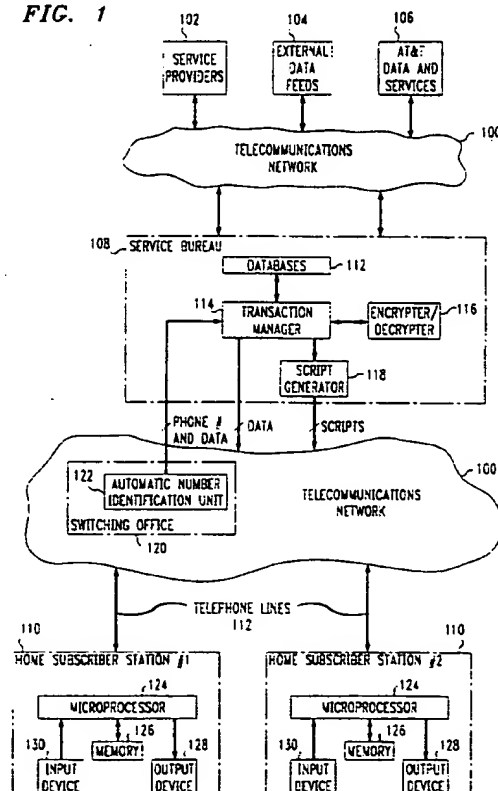 FIG. 1
102
104
106
SERVICE PROVIDERS
EXTERNAL DATA FEEDS
AT&T DATA AND SERVICES
100
TELECOMMUNICATIONS NETWORK
108
SERVICE BUREAU
DATABASES
112
114
TRANSACTION MANAGER
ENCRYPTER/ DECRYPTER
116
SCRIPT GENERATOR
118
PHONE # AND DATA
DATA
SCRIPTS
100
122
AUTOMATIC NUMBER IDENTIFICATION UNIT
TELECOMMUNICATIONS NETWORK
SWITCHING OFFICE
120
TELEPHONE LINES
112
110
110
HOME SUBSCRIBER STATION #1
HOME SUBSCRIBER STATION #2
124
124
MICROPROCESSOR
MICROPROCESSOR
130
MEMORY
126
128
130
MEMORY
126
128
INPUT DEVICE
OUTPUT DEVICE
INPUT DEVICE
OUTPUT DEVICE